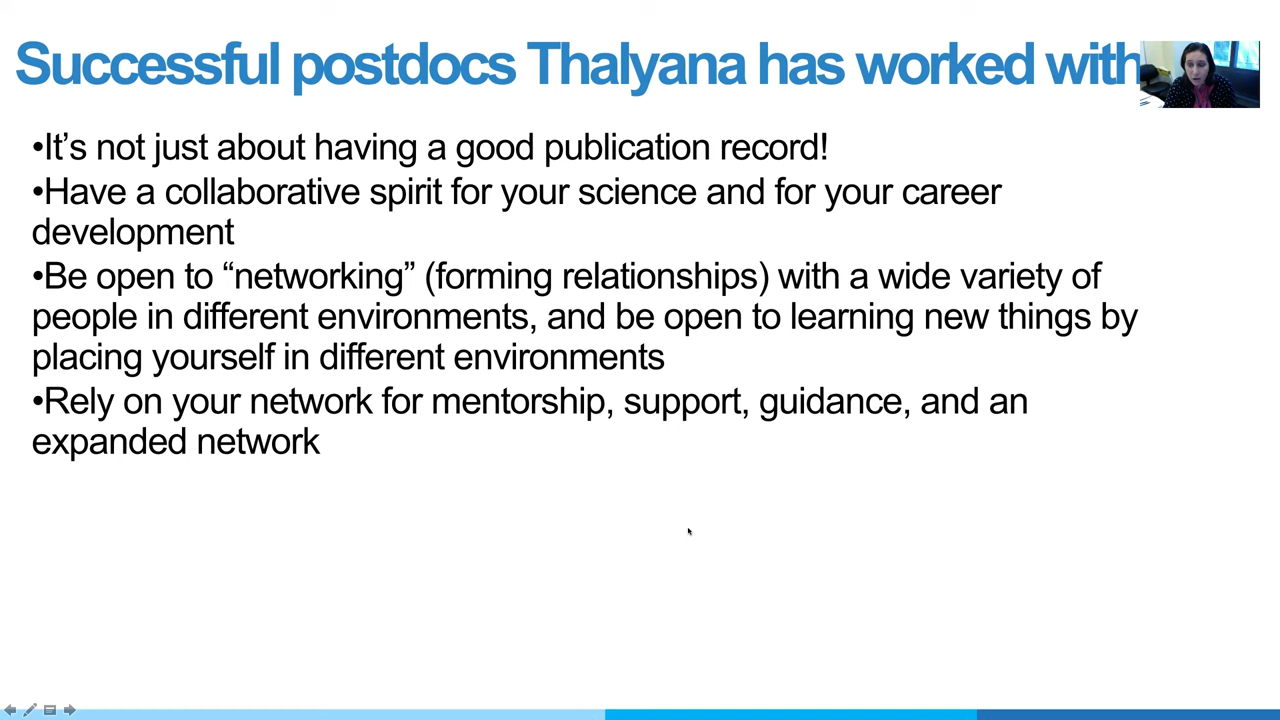 Successful postdocs Thalyana has worked with
•It’s not just about having a good publication record!
•Have a collaborative spirit for your science and for your career
development
•Be open to “networking” (forming relationships) with a wide variety of
people in different environments, and be open to learning new things by
placing yourself in different environments
•Rely on your network for mentorship, support, guidance, and an
expanded network